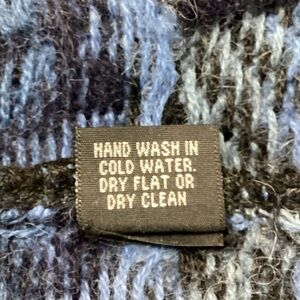 HAND WASH IN
COLD WATER.
DRY FLAT OR
DRY CLEAN